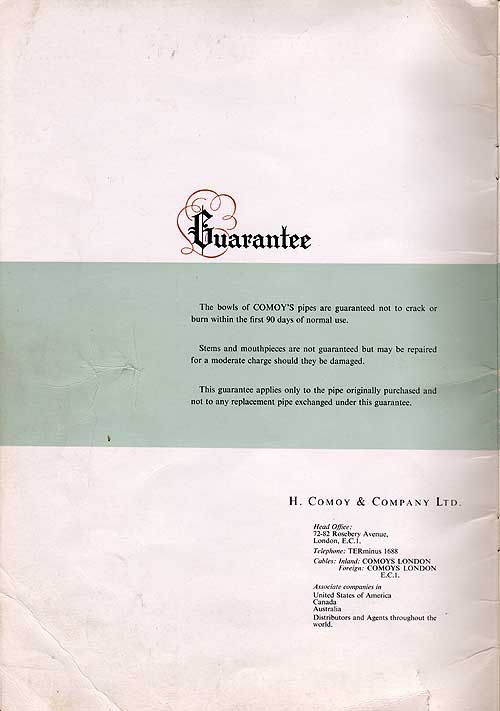 Guarantee
The bowls of COMOY'S pipes are guaranteed not to crack or
burn within the first 90 days of normal use.
Stems and mouthpieces are not guaranteed but may be repaired
for a moderate charge should they be damaged.
This guarantee applies only to the pipe originally purchased and
not to any replacement pipe exchanged under this guarantee.
H. COMOY & COMPANY LTD.
Head Office:
72-82 Rosebery Avenue,
London, E.C.1.
Telephone: TERminus 1688
Cables: Inland: COMOYS LONDON
Foreign: COMOYS LONDON
E.C.1.
Associate companies in
United States of America
Canada
Australia
Distributors and Agents throughout the
world.